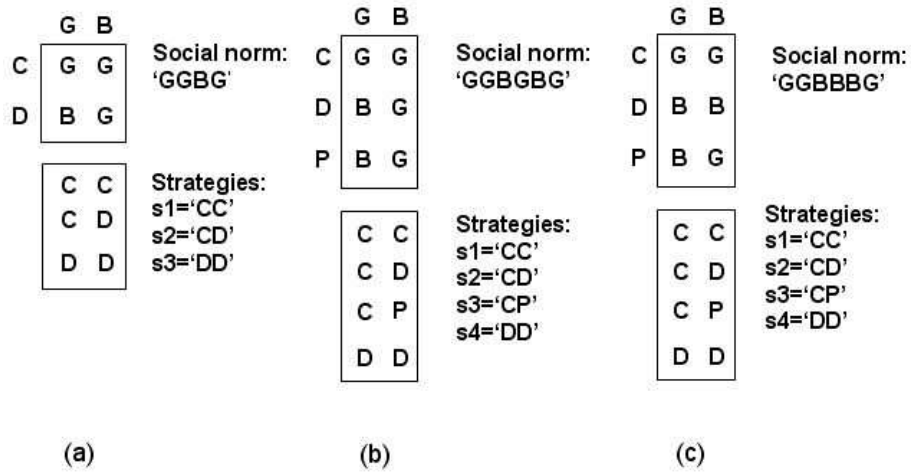 G B
C G G
D B G
Social norm:
‘GGBG’
C C
C D
D D
Strategies:
s1=‘CC’
s2=‘CD’
s3=‘DD’
(a)
G B
C G G
D B G
P B G
Social norm:
‘GGBGBG’
C C
C D
C P
D D
Strategies:
s1=‘CC’
s2=‘CD’
s3=‘CP’
s4=‘DD’
(b)
G B
C G G
D B B
P B G
Social norm:
‘GGBBBG’
C C
C D
C P
D D
Strategies:
s1=‘CC’
s2=‘CD’
s3=‘CP’
s4=‘DD’
(c)